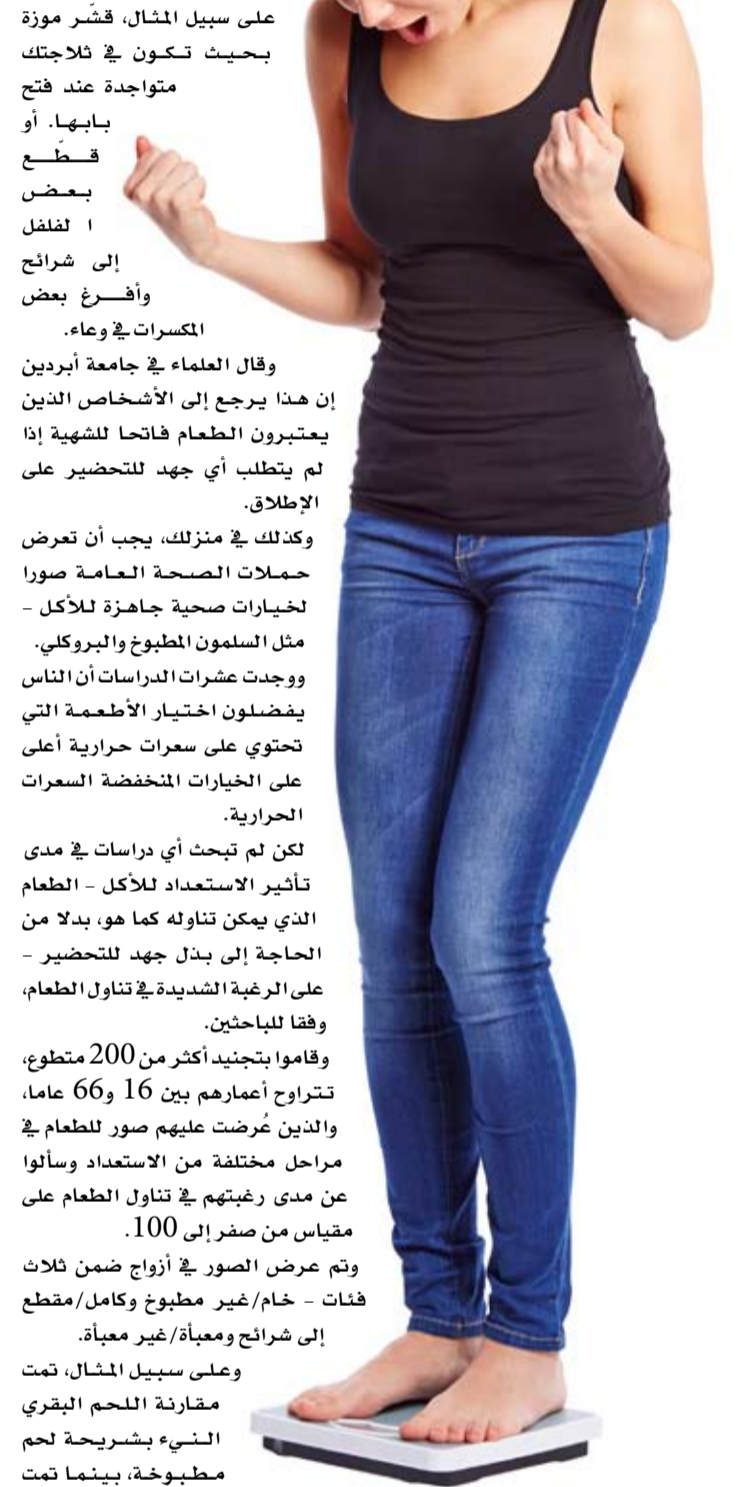 على سبيل المثال، قشّر موزة
بحيث تكون في ثلاجتك
متواجدة عند فتح
بابها. أو
قطّع
بعض
ا لفلفل
إلى شرائح
وأفرغ بعض
المكسرات في وعاء.
وقال العلماء في جامعة أبردين
إن هذا يرجع إلى الأشخاص الذين
يعتبرون الطعام فاتحا للشهية إذا
لم يتطلب أي جهد للتحضير على
الإطلاق.
وكذلك في منزلك، يجب أن تعرض
حملات الصحة العامة صورا
لخيارات صحية جاهزة للأكل –
مثل السلمون المطبوخ والبروكلي.
ووجدت عشرات الدراسات أن الناس
يفضلون اختيار الأطعمة التي
تحتوي على سعرات حرارية أعلى
على الخيارات المنخفضة السعرات
الحرارية.
لكن لم تبحث أي دراسات في مدى
تأثير الاستعداد للأكل – الطعام
الذي يمكن تناوله كما هو، بدلا من
الحاجة إلى بذل جهد للتحضير –
على الرغبة الشديدة في تناول الطعام،
وفقا للباحثين.
وقاموا بتجنيد أكثر من 200 متطوع،
تتراوح أعمارهم بين 16 و66 عاما،
والذين عُرضت عليهم صور للطعام في
مراحل مختلفة من الاستعداد وسألوا
عن مدى رغبتهم في تناول الطعام على
مقياس من صفر إلى 100.
وتم عرض الصور في أزواج ضمن ثلاث
فئات – خام/غير مطبوخ وكامل/مقطع
إلى شرائح ومعبأة/غير معبأة.
وعلى سبيل المثال، تمت
مقارنة اللحم البقري
النيء بشريحة لحم
مطبوخة، بينما تمت